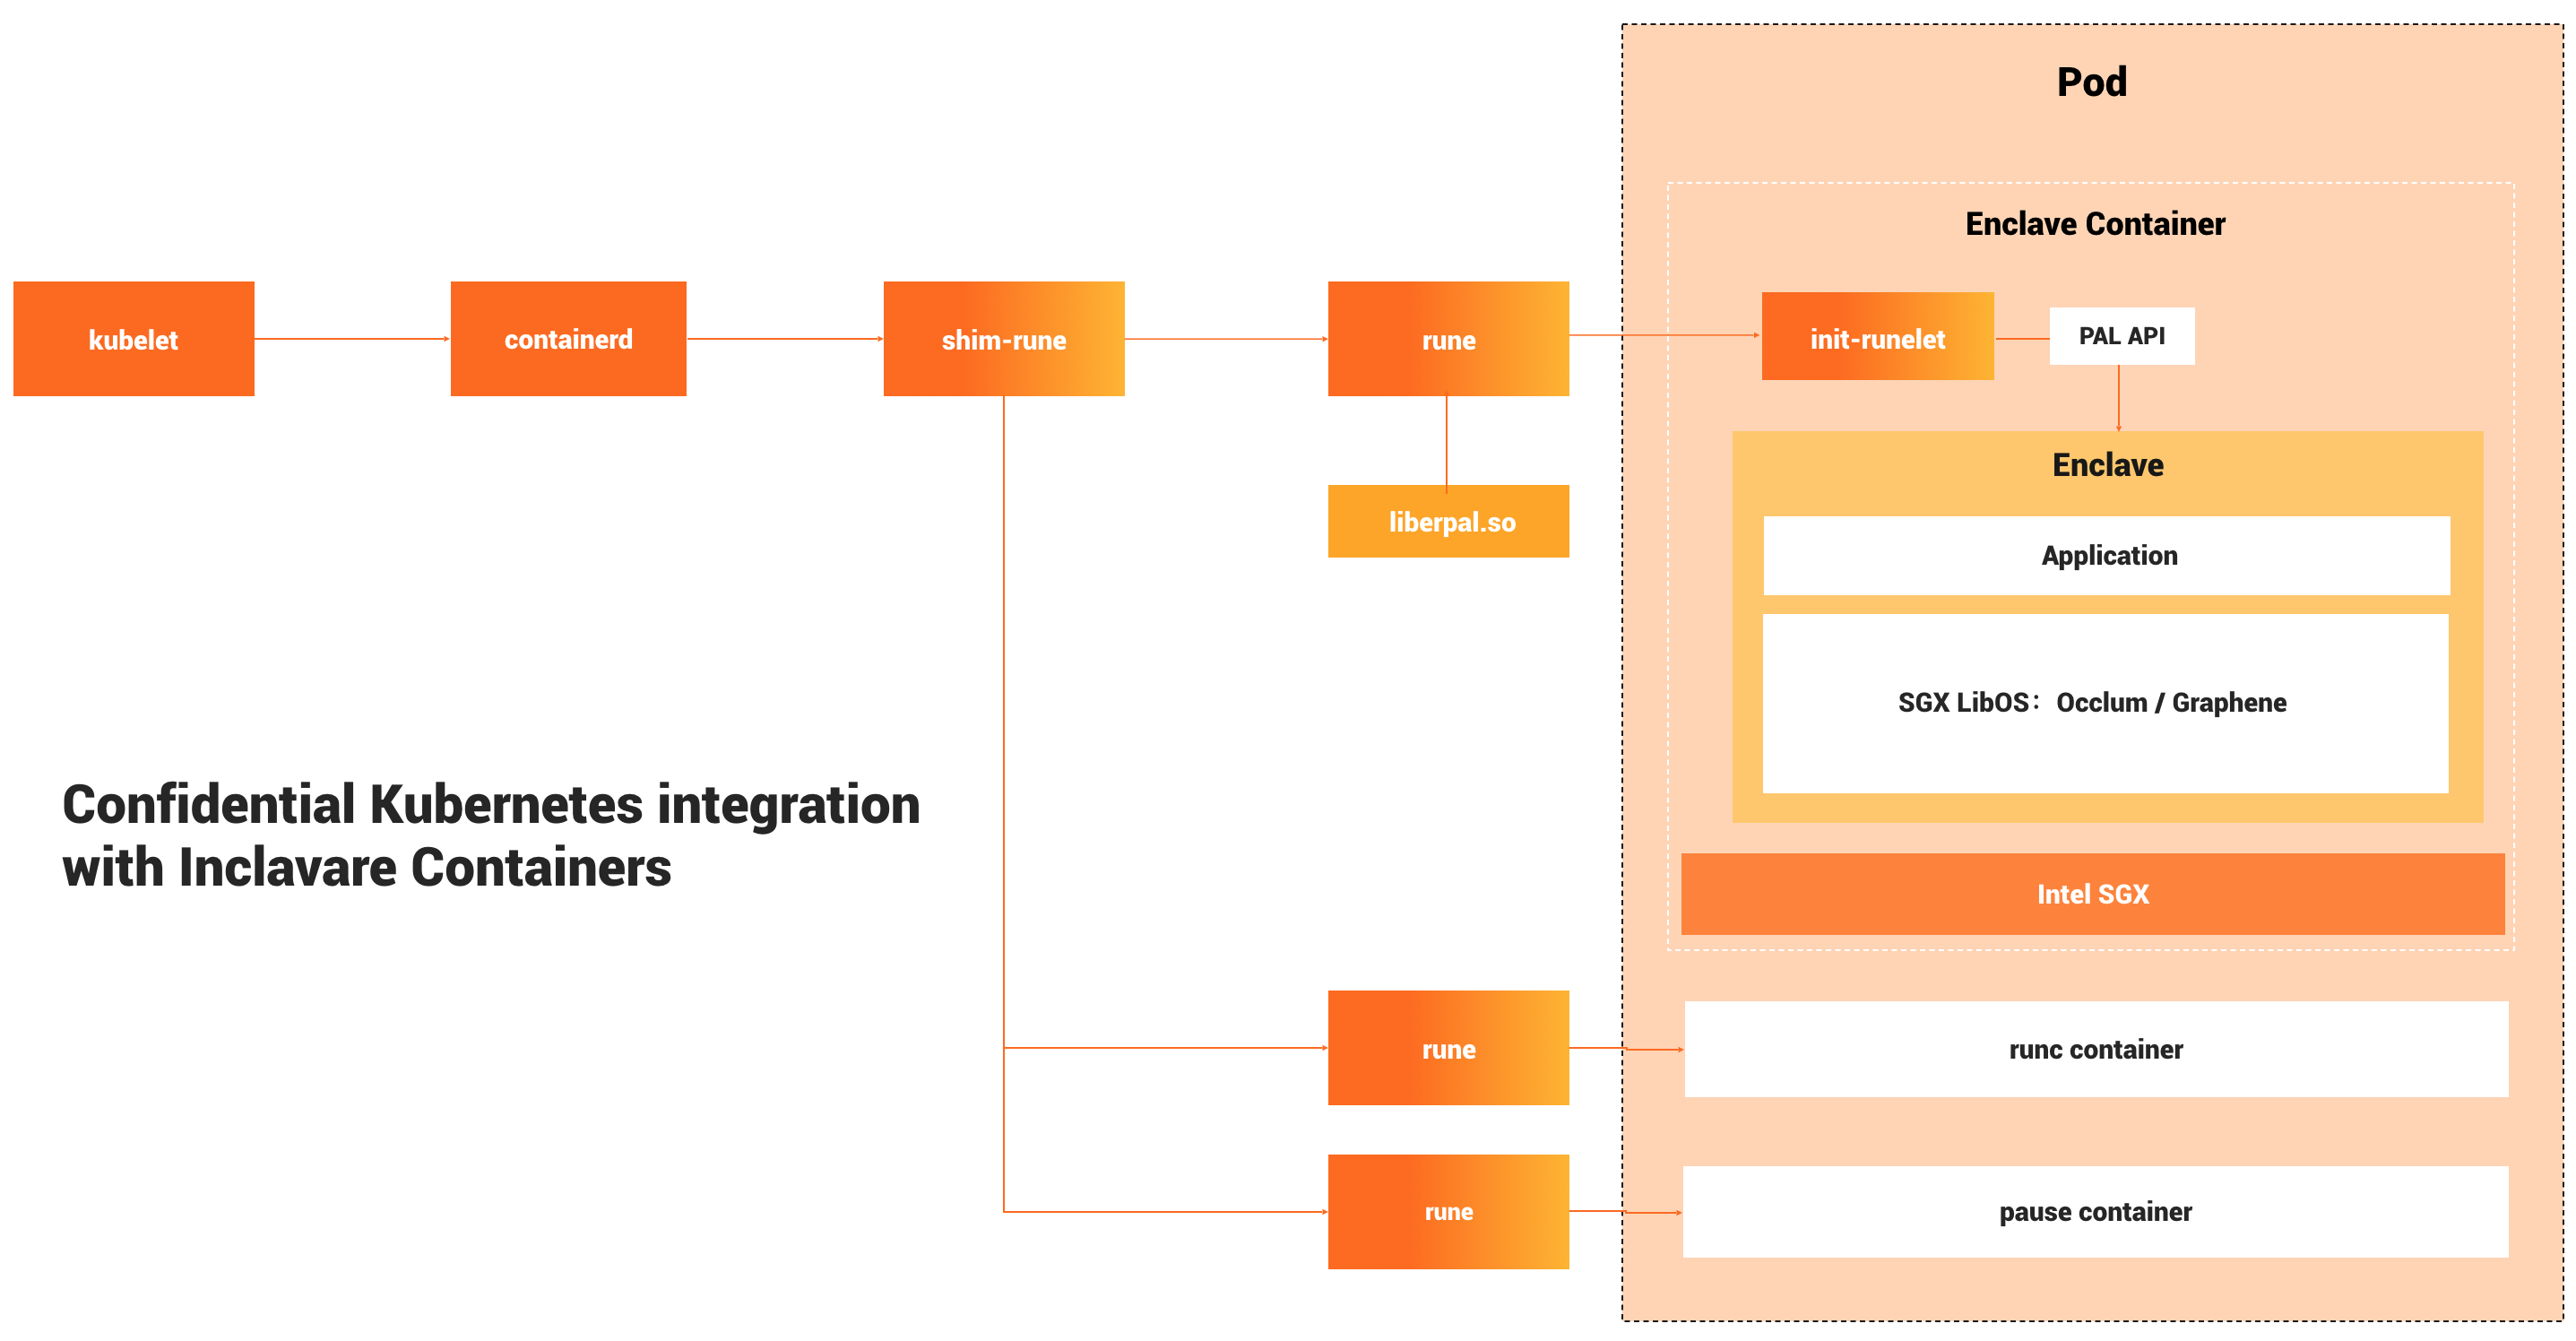 Pod
Enclave Container
kubelet
containerd
shim-rune
rune
init-runelet
PAL API
liberpal.so
Enclave
Application
SGX LibOS：Occlum / Graphene
Intel SGX
Confidential Kubernetes integration
with Inclavare Containers
rune
runc container
rune
pause container